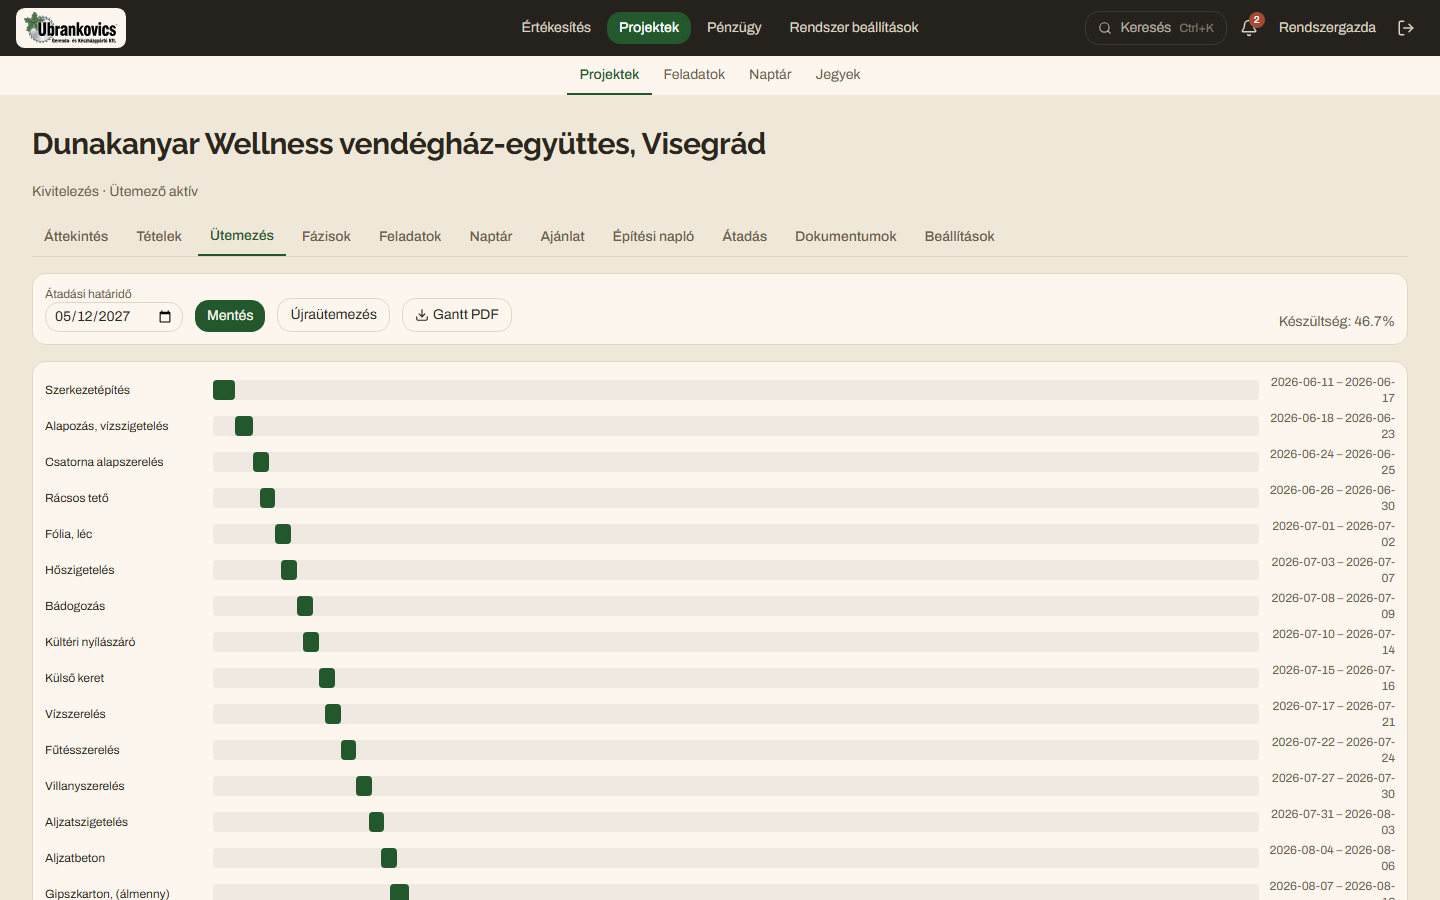 Ubrankovics
Gerenda- és Készházgyártó Kft.
Értékesítés
Projektek
Pénzügy
Rendszer beállítások
Keresés Ctrl+K
2
Rendszergazda
Projektek
Feladatok
Naptár
Jegyek
Dunakanyar Wellness vendégház-együttes, Visegrád
Kivitelezés · Ütemező aktív
Áttekintés
Tételek
Ütemezés
Fázisok
Feladatok
Naptár
Ajánlat
Építési napló
Átadás
Dokumentumok
Beállítások
Átadási határidő
05/12/2027
Mentés
Újraütemezés
Gantt PDF
Készültség: 46.7%
Szerkezetépítés
2026-06-11 – 2026-06-
17
Alapozás, vízszigetelés
2026-06-18 – 2026-06-
23
Csatorna alapszerelés
2026-06-24 – 2026-06-
25
Rácsos tető
2026-06-26 – 2026-06-
30
Fólia, léc
2026-07-01 – 2026-07-
02
Hőszigetelés
2026-07-03 – 2026-07-
07
Bádogozás
2026-07-08 – 2026-07-
09
Kültéri nyílászáró
2026-07-10 – 2026-07-
14
Külső keret
2026-07-15 – 2026-07-
16
Vízszerelés
2026-07-17 – 2026-07-
21
Fűtésszerelés
2026-07-22 – 2026-07-
24
Villanyszerelés
2026-07-27 – 2026-07-
30
Aljzatszigetelés
2026-07-31 – 2026-08-
03
Aljzatbeton
2026-08-04 – 2026-08-
06
Gipszkarton, (álmenny)
2026-08-07 – 2026-08-